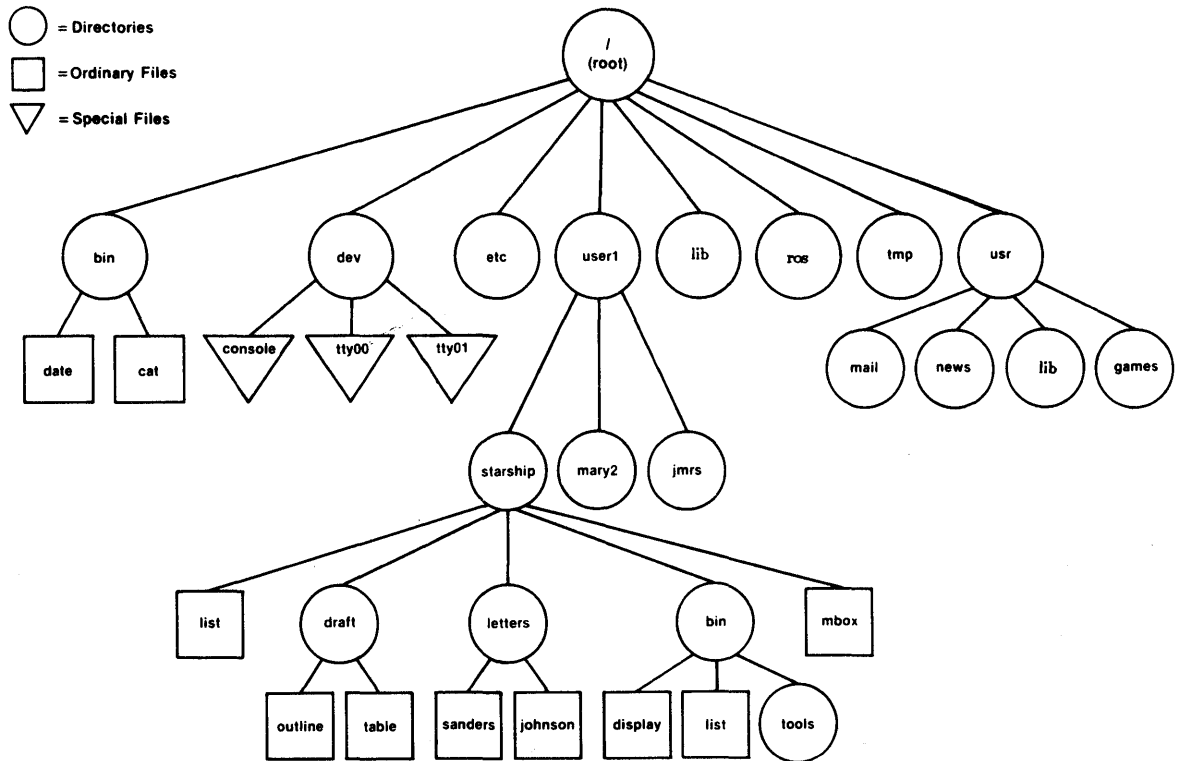 = Directories
= Ordinary Files
= Special Files
/
(root)
bin
dev
etc
user1
lib
ros
tmp
usr
date
cat
console
tty00
tty01
mail
news
lib
games
starship
mary2
jmrs
list
draft
letters
bin
mbox
outline
table
sanders
johnson
display
list
tools